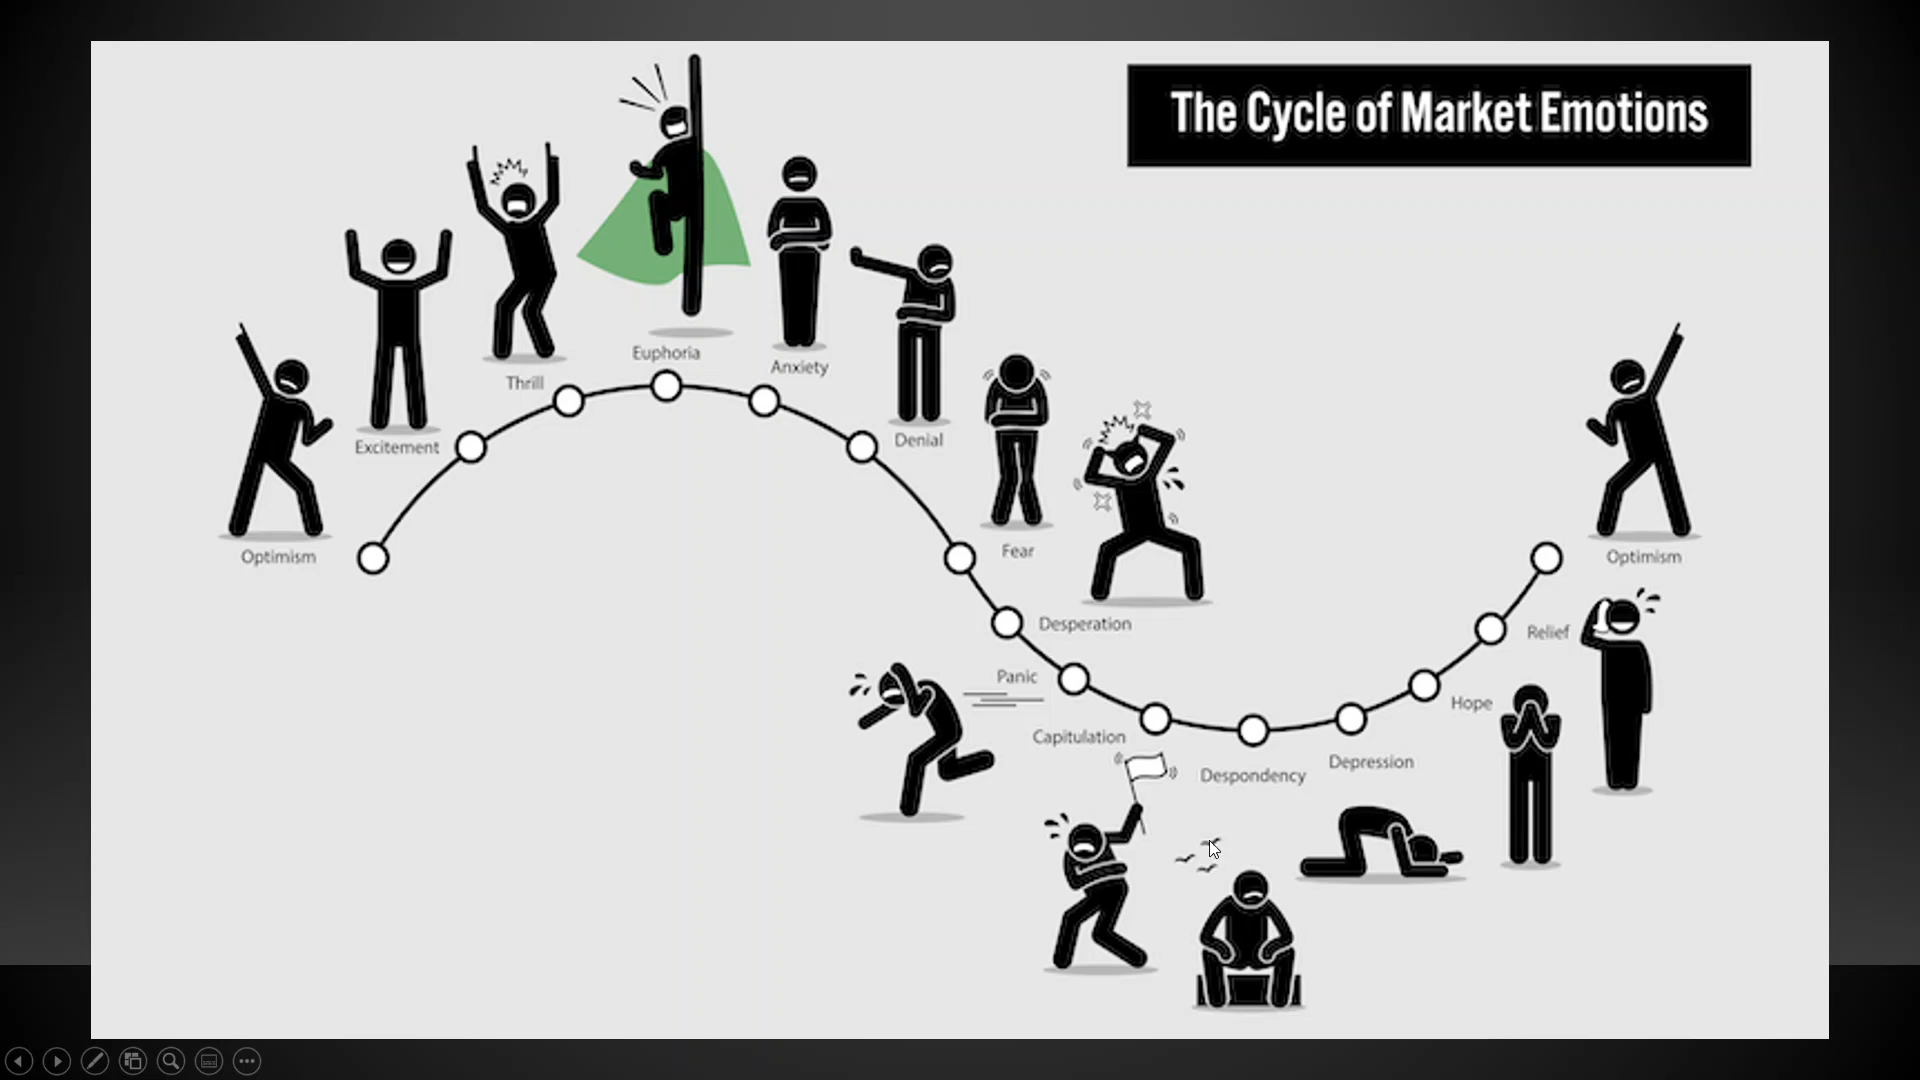 The Cycle of Market Emotions
Optimism
Excitement
Thrill
Euphoria
Anxiety
Denial
Fear
Desperation
Panic
Capitulation
Despondency
Depression
Hope
Relief
Optimism